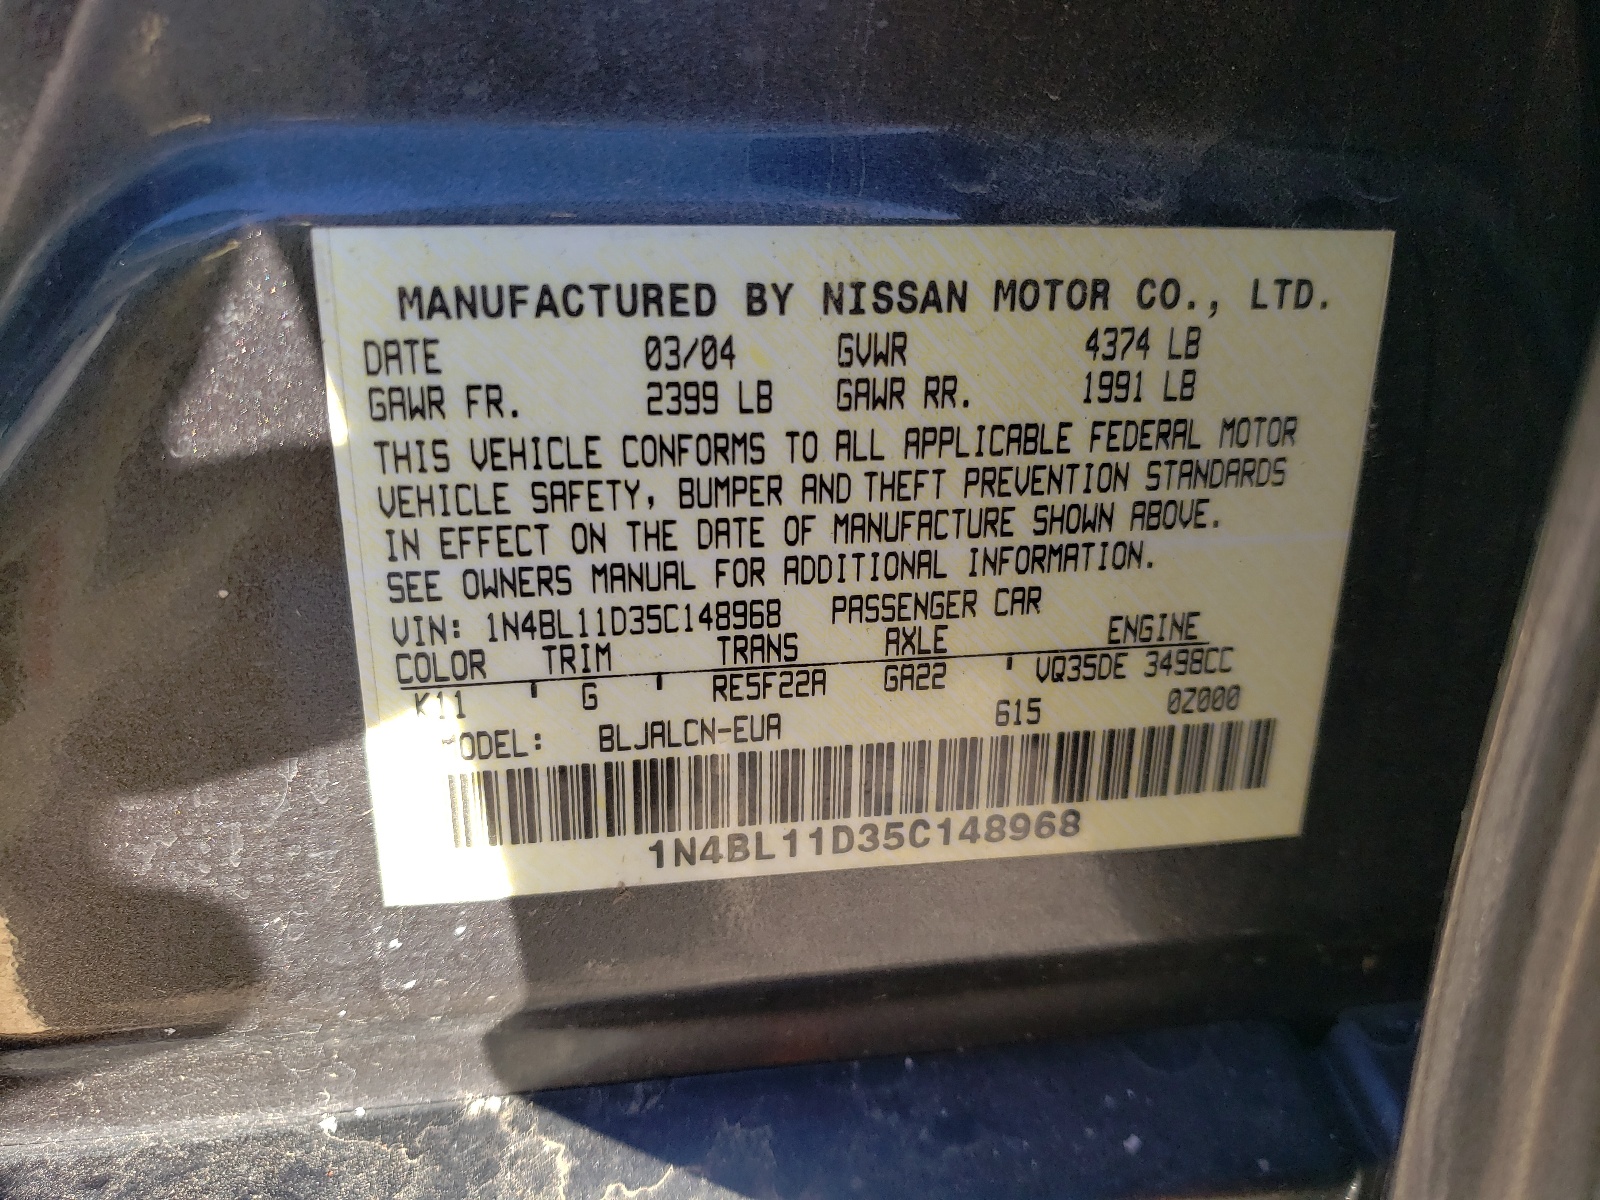 MANUFACTURED BY NISSAN MOTOR CO., LTD.
DATE 03/04 GVWR 4374 LB
GAWR FR. 2399 LB GAWR RR. 1991 LB
THIS VEHICLE CONFORMS TO ALL APPLICABLE FEDERAL MOTOR
VEHICLE SAFETY, BUMPER AND THEFT PREVENTION STANDARDS
IN EFFECT ON THE DATE OF MANUFACTURE SHOWN ABOVE.
SEE OWNERS MANUAL FOR ADDITIONAL INFORMATION.
VIN: 1N4BL11D35C148968 PASSENGER CAR
COLOR TRIM TRANS AXLE ENGINE
K11 ' G ' RE5F22A GA22 ' VQ35DE 3498CC
MODEL: BLJALCN-EUA 615 02000
1N4BL11D35C148968